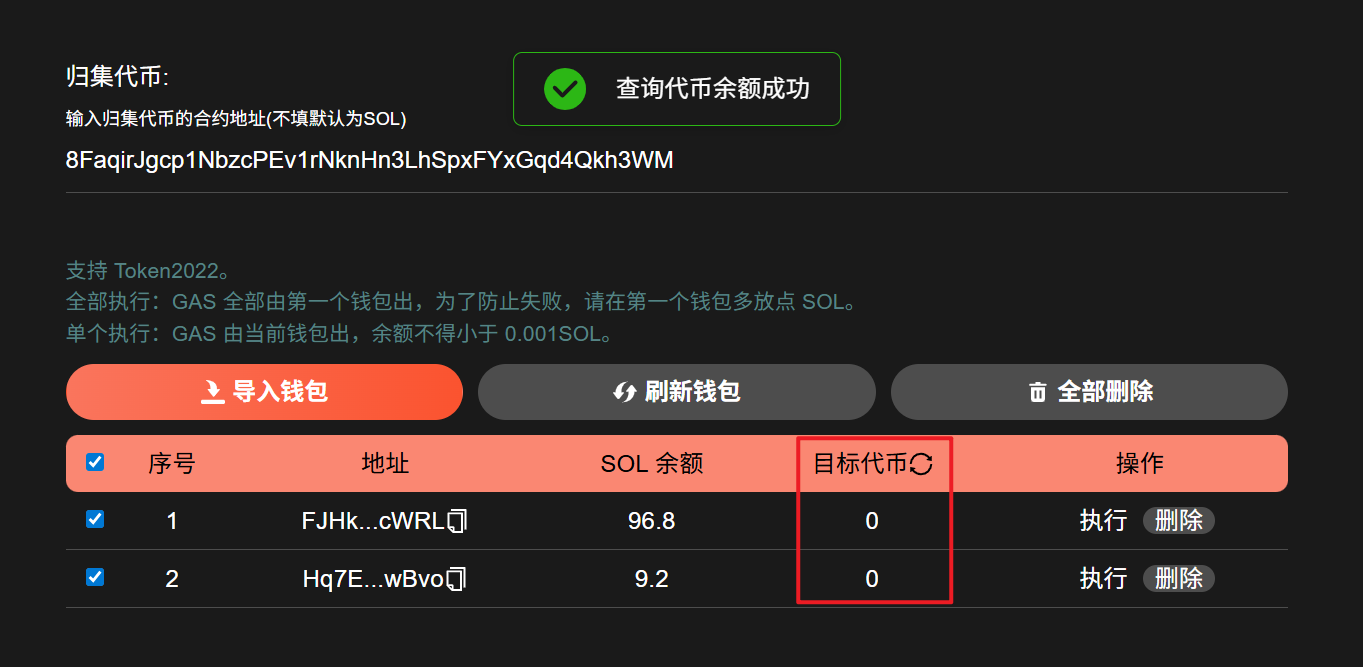 归集代币:
查询代币余额成功
输入归集代币的合约地址(不填默认为SOL)
8FaqirJgcp1NbzcPEv1rNknHn3LhSpxFYxGqd4Qkh3WM
支持 Token2022。
全部执行：GAS 全部由第一个钱包出，为了防止失败，请在第一个钱包多放点 SOL。
单个执行：GAS 由当前钱包出，余额不得小于 0.001SOL。
导入钱包 刷新钱包 全部删除
序号 地址 SOL 余额 目标代币 操作
1 FJHk...cWRL 96.8 0 执行 删除
2 Hq7E...wBvo 9.2 0 执行 删除